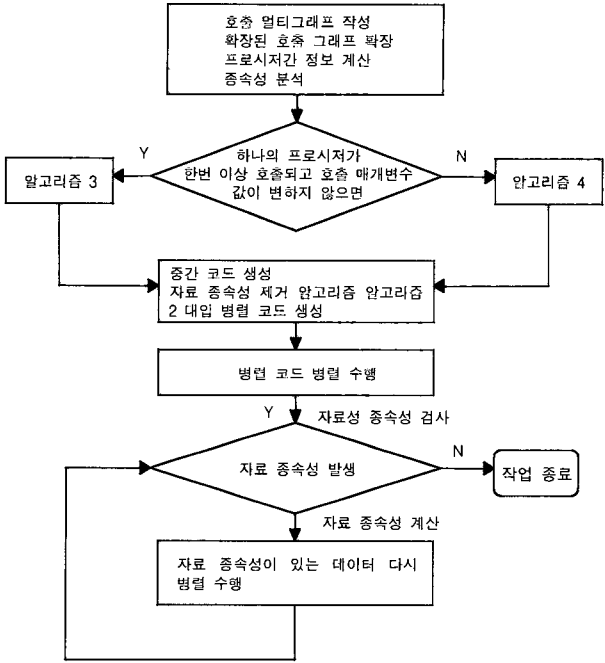 호출 멀티그래프 작성
확장된 호출 그래프 확장
프로시저간 정보 계산
종속성 분석
하나의 프로시저가
한번 이상 호출되고 호출 매개변수
값이 변하지 않으면
Y
N
알고리즘 3
안고리즘 4
중간 코드 생성
자료 종속성 제거 안고리즘 알고리즘
2 대입 병렬 코드 생성
병렬 코드 병렬 수행
Y
자료성 종속성 검사
자료 종속성 발생
N
작업 종료
자료 종속성 계산
자료 종속성이 있는 데이터 다시
병렬 수행